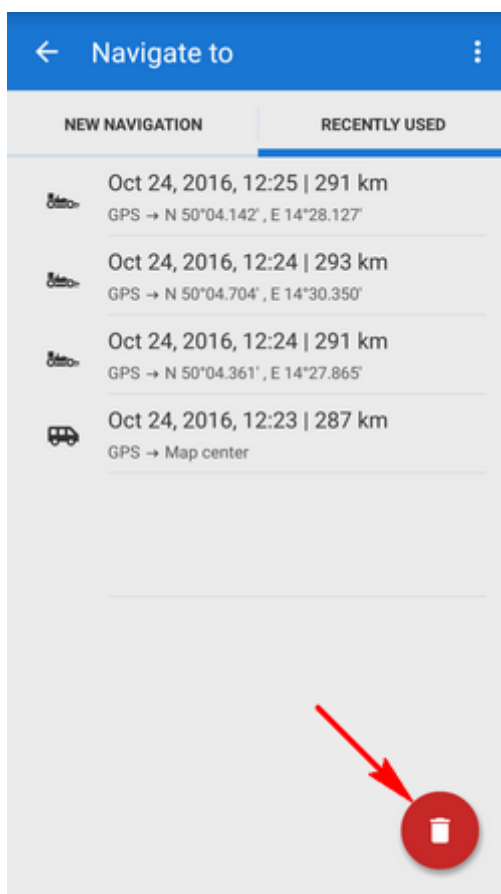 Navigate to
NEW NAVIGATION
RECENTLY USED
Oct 24, 2016, 12:25 | 291 km
GPS → N 50°04.142', E 14°28.127'
Oct 24, 2016, 12:24 | 293 km
GPS → N 50°04.704', E 14°30.350'
Oct 24, 2016, 12:24 | 291 km
GPS → N 50°04.361', E 14°27.865'
Oct 24, 2016, 12:23 | 287 km
GPS → Map center